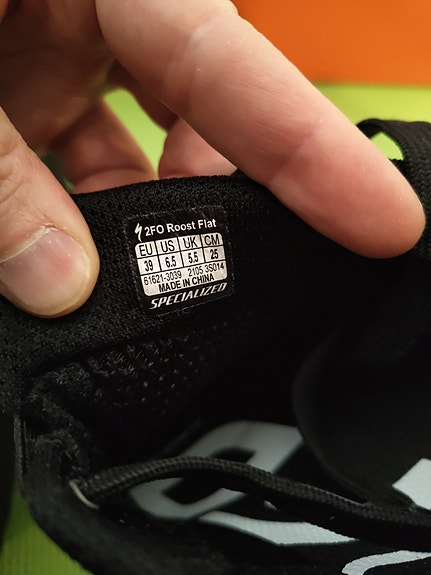 2FO Roost Flat
EU US UK CM
39 6.5 5.5 25
61621-3039 2105 3S014
MADE IN CHINA
SPECIALIZED